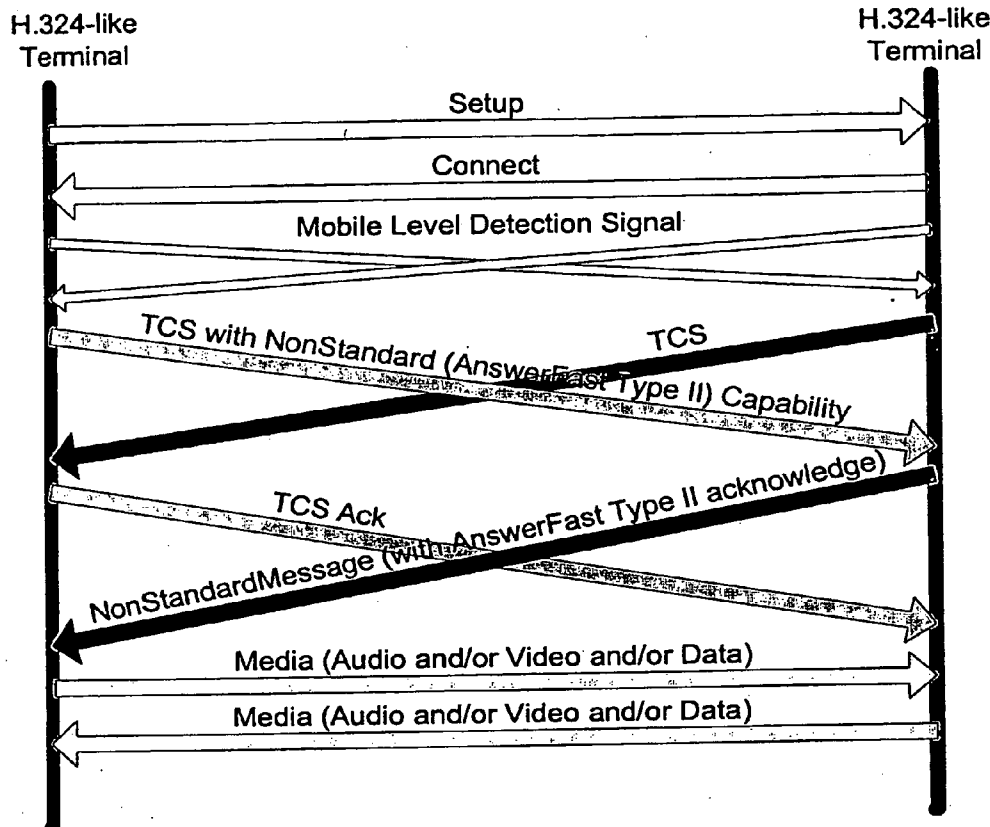 H.324-like
Terminal
H.324-like
Terminal
Setup
Connect
Mobile Level Detection Signal
TCS with NonStandard (AnswerFast Type II) Capability
TCS
TCS Ack
NonStandardMessage (with AnswerFast Type II acknowledge)
Media (Audio and/or Video and/or Data)
Media (Audio and/or Video and/or Data)